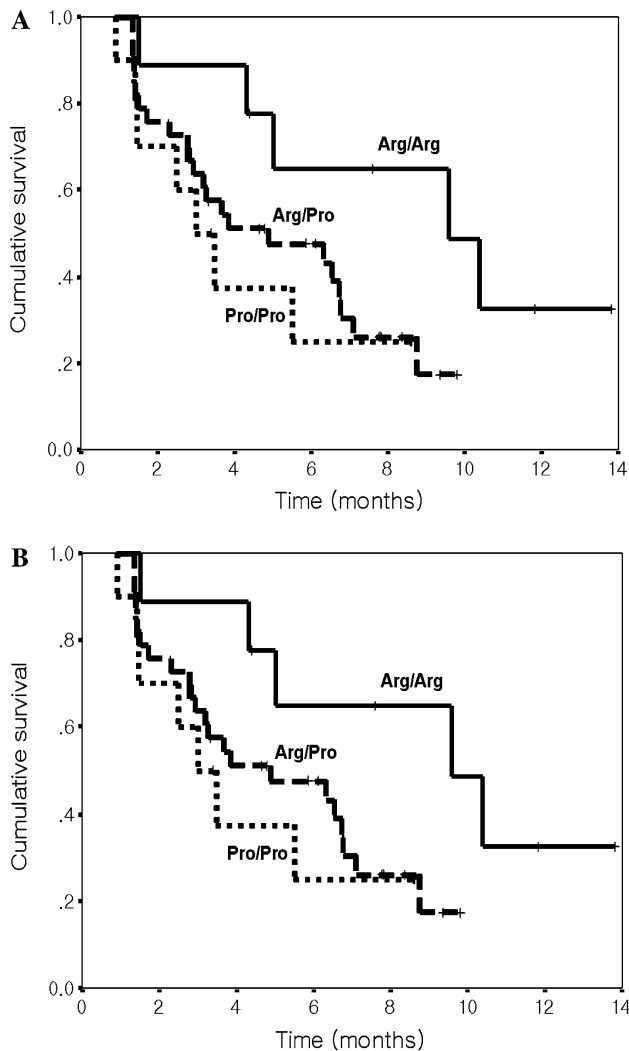 A
1.0
.8
.6
.4
.2
0.0
Cumulative survival
Arg/Arg
Arg/Pro
Pro/Pro
0 2 4 6 8 10 12 14
Time (months)
B
1.0
.8
.6
.4
.2
0.0
Cumulative survival
Arg/Arg
Arg/Pro
Pro/Pro
0 2 4 6 8 10 12 14
Time (months)